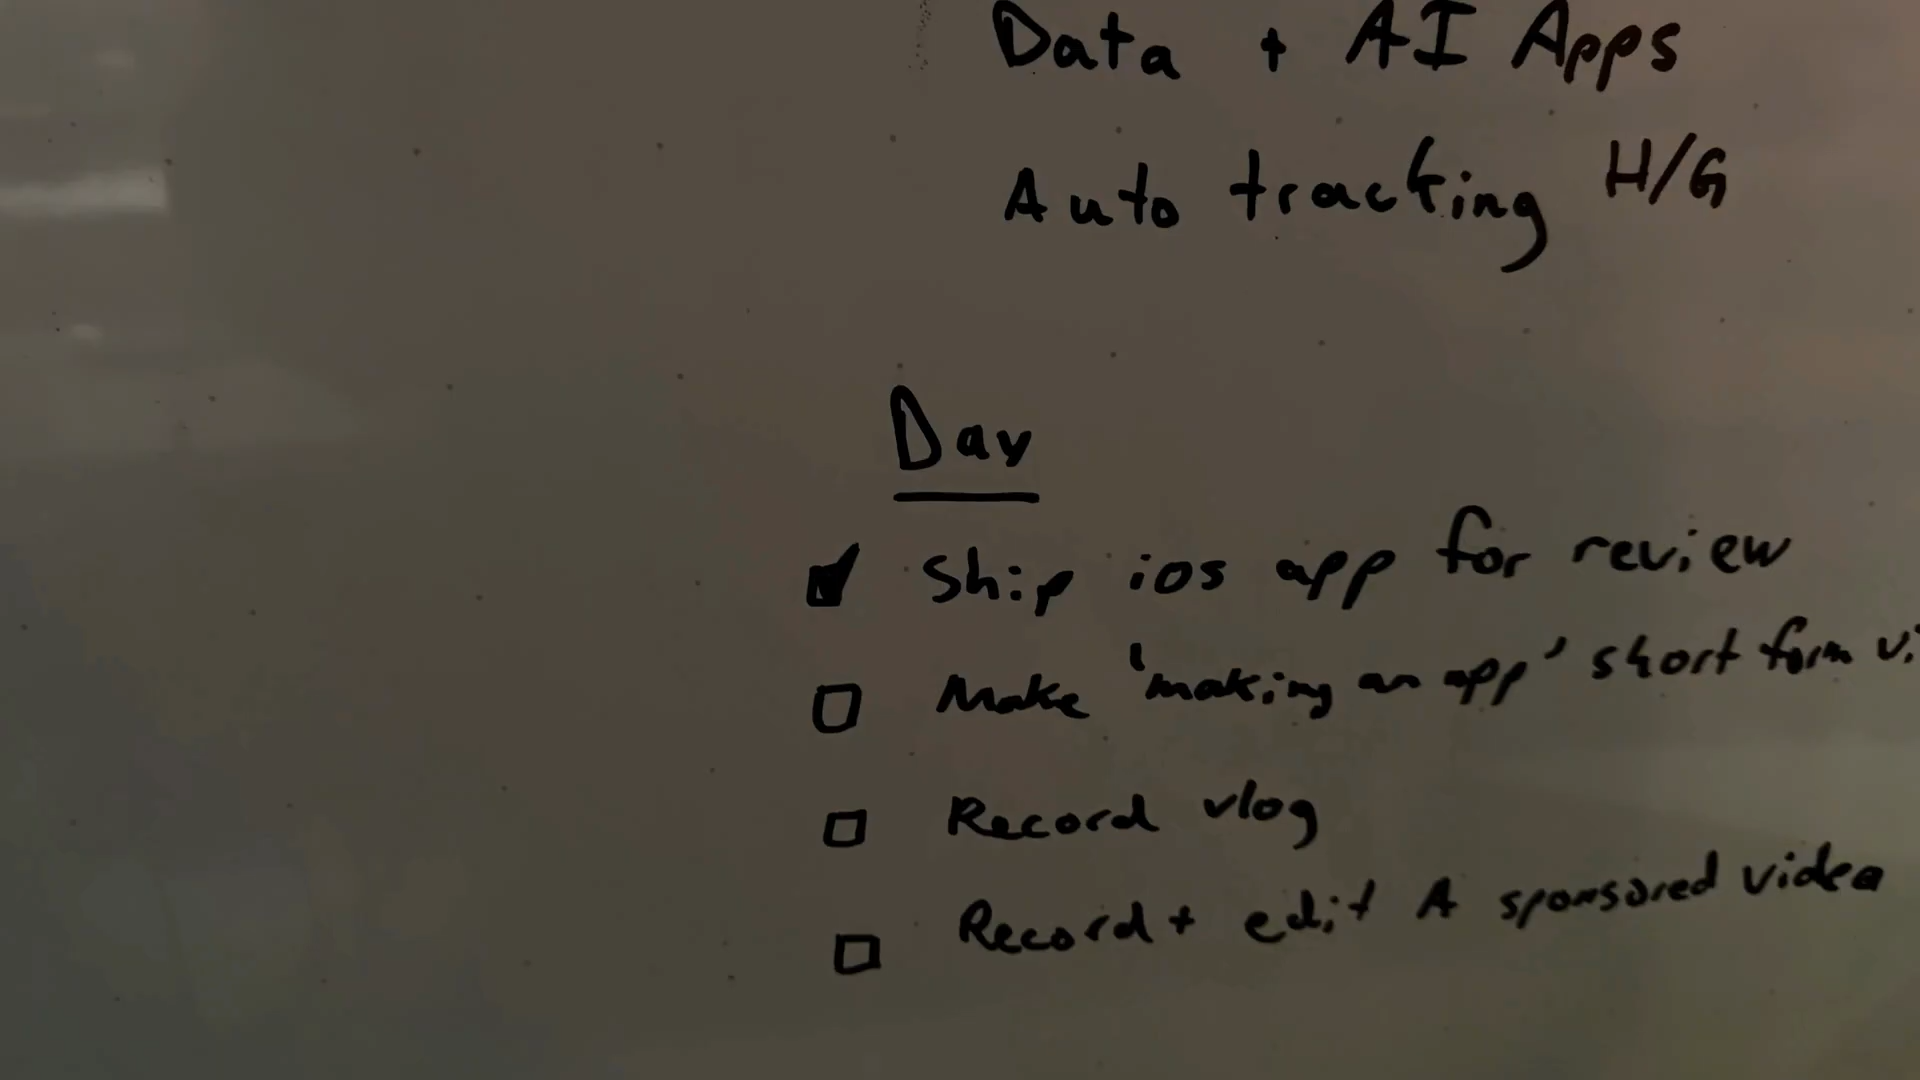 Data + AI Apps
Auto tracking H/G
Day
Ship ios app for review
Make 'making an app' short form vi
Record vlog
Record + edit A sponsored video